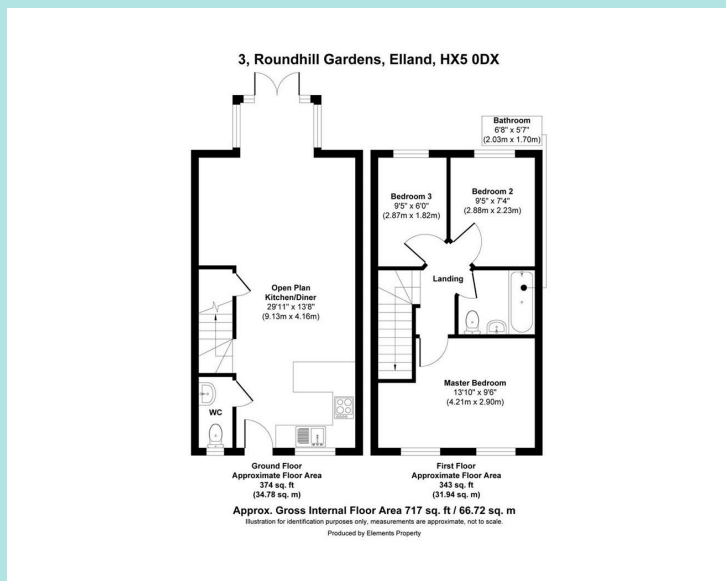 3, Roundhill Gardens, Elland, HX5 0DX
Bathroom
6'8" x 5'7"
(2.03m x 1.70m)
Bedroom 3
9'5" x 6'0"
(2.87m x 1.82m)
Bedroom 2
9'5" x 7'4"
(2.88m x 2.23m)
Landing
Open Plan
Kitchen/Diner
29'11" x 13'8"
(9.13m x 4.16m)
WC
Master Bedroom
13'10" x 9'6"
(4.21m x 2.90m)
Ground Floor
Approximate Floor Area
374 sq. ft
(34.78 sq. m)
First Floor
Approximate Floor Area
343 sq. ft
(31.94 sq. m)
Approx. Gross Internal Floor Area 717 sq. ft / 66.72 sq. m
Illustration for identification purposes only, measurements are approximate, not to scale.
Produced by Elements Property